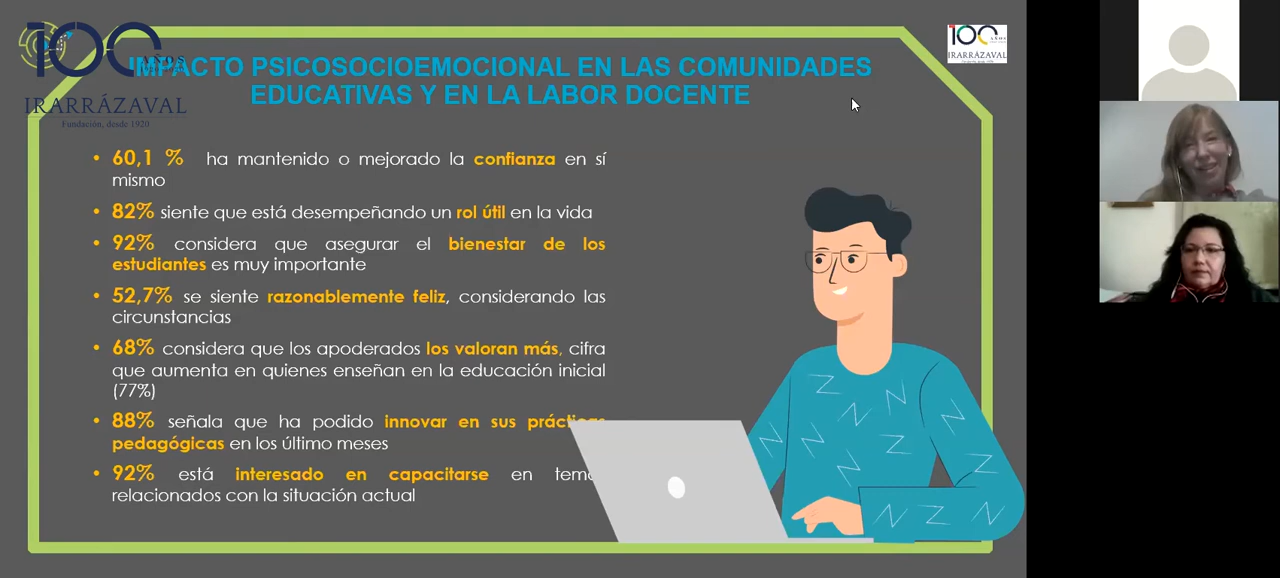 100
AÑOS
IRARRÁZAVAL
Fundación, desde 1920
100
AÑOS
IRARRÁZAVAL
IMPACTO PSICOSOCIOEMOCIONAL EN LAS COMUNIDADES
EDUCATIVAS Y EN LA LABOR DOCENTE
• 60,1 % ha mantenido o mejorado la confianza en sí
mismo
• 82% siente que está desempeñando un rol útil en la vida
• 92% considera que asegurar el bienestar de los
estudiantes es muy importante
• 52,7% se siente razonablemente feliz, considerando las
circunstancias
• 68% considera que los apoderados los valoran más, cifra
que aumenta en quienes enseñan en la educación inicial
(77%)
• 88% señala que ha podido innovar en sus prácticas
pedagógicas en los último meses
• 92% está interesado en capacitarse en temas
relacionados con la situación actual